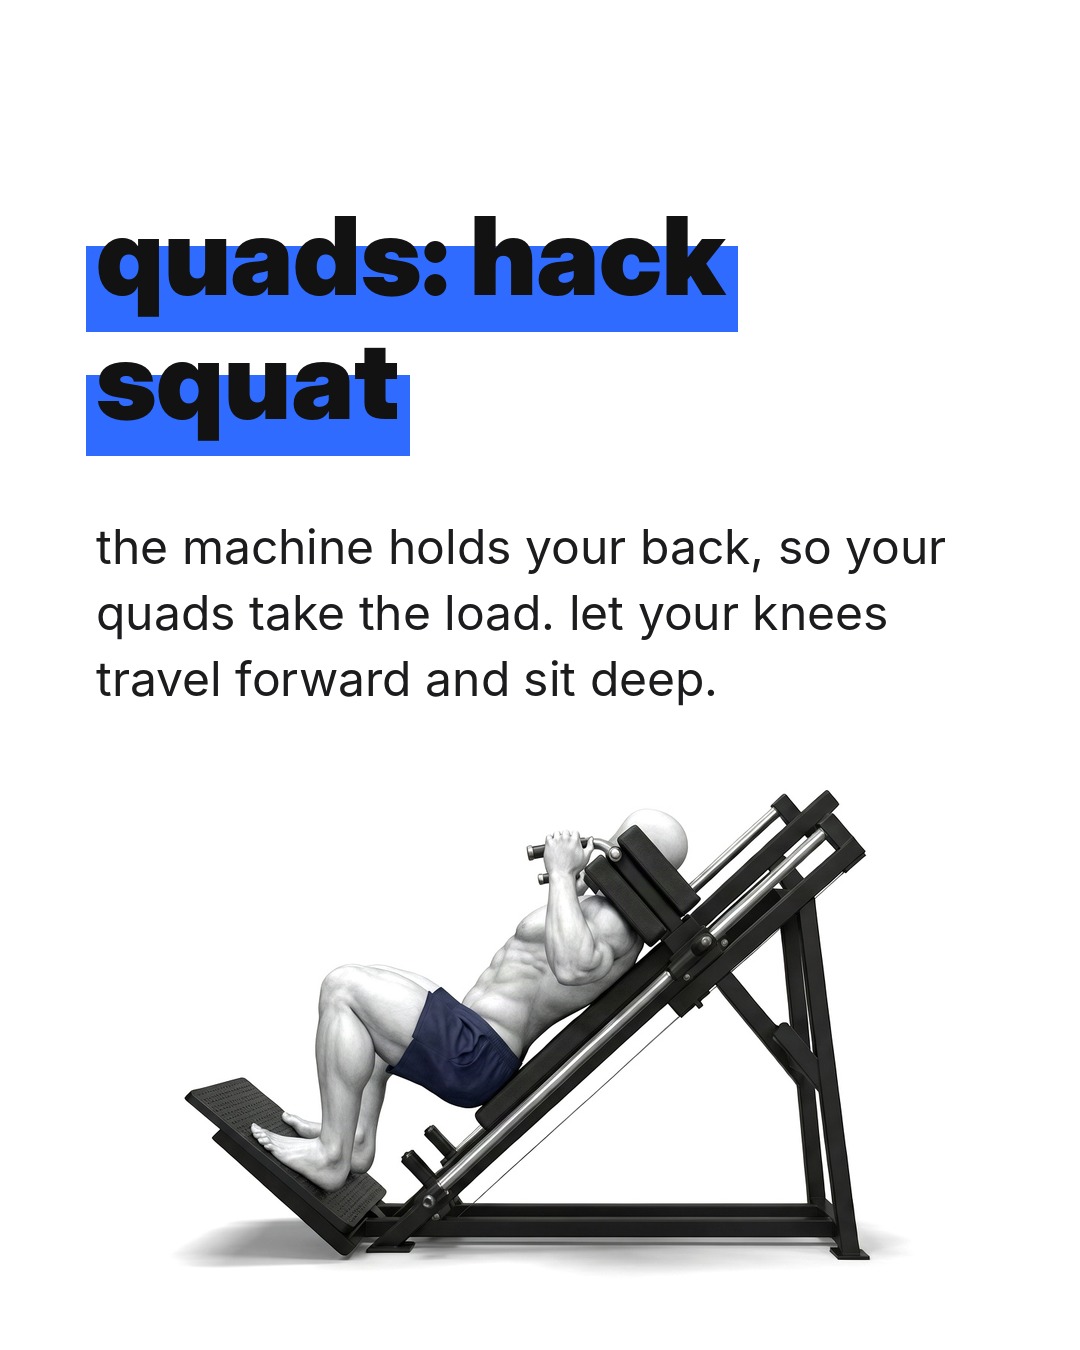 quads: hack
squat
the machine holds your back, so your
quads take the load. let your knees
travel forward and sit deep.